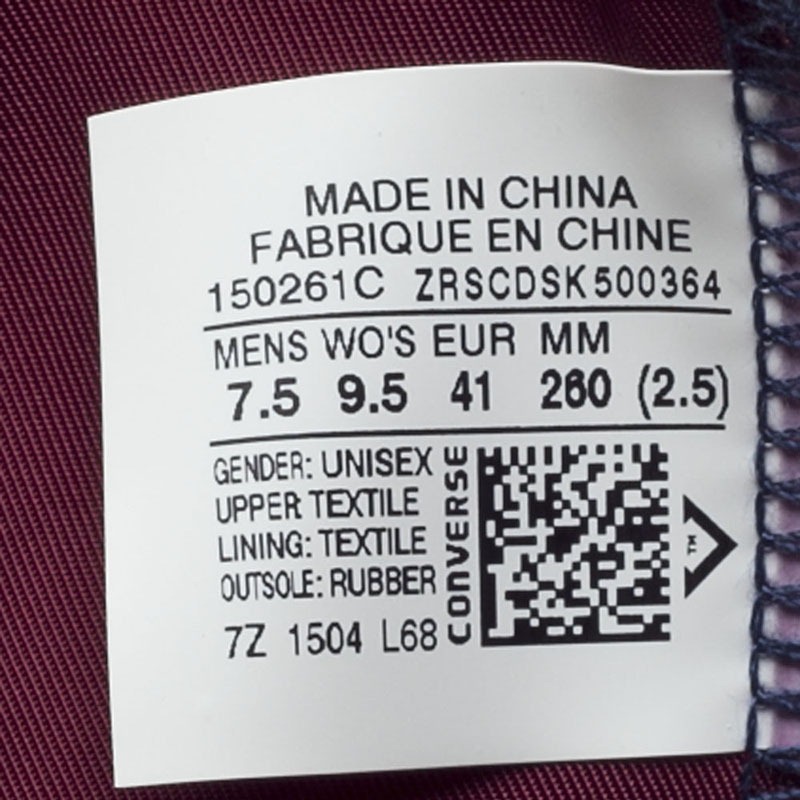 MADE IN CHINA
FABRIQUE EN CHINE
150261C ZRSCDSK500364
MENS WO'S EUR MM
7.5 9.5 41 260 (2.5)
GENDER: UNISEX
UPPER TEXTILE
LINING: TEXTILE
OUTSOLE: RUBBER
7Z 1504 L68
CONVERSE
TM